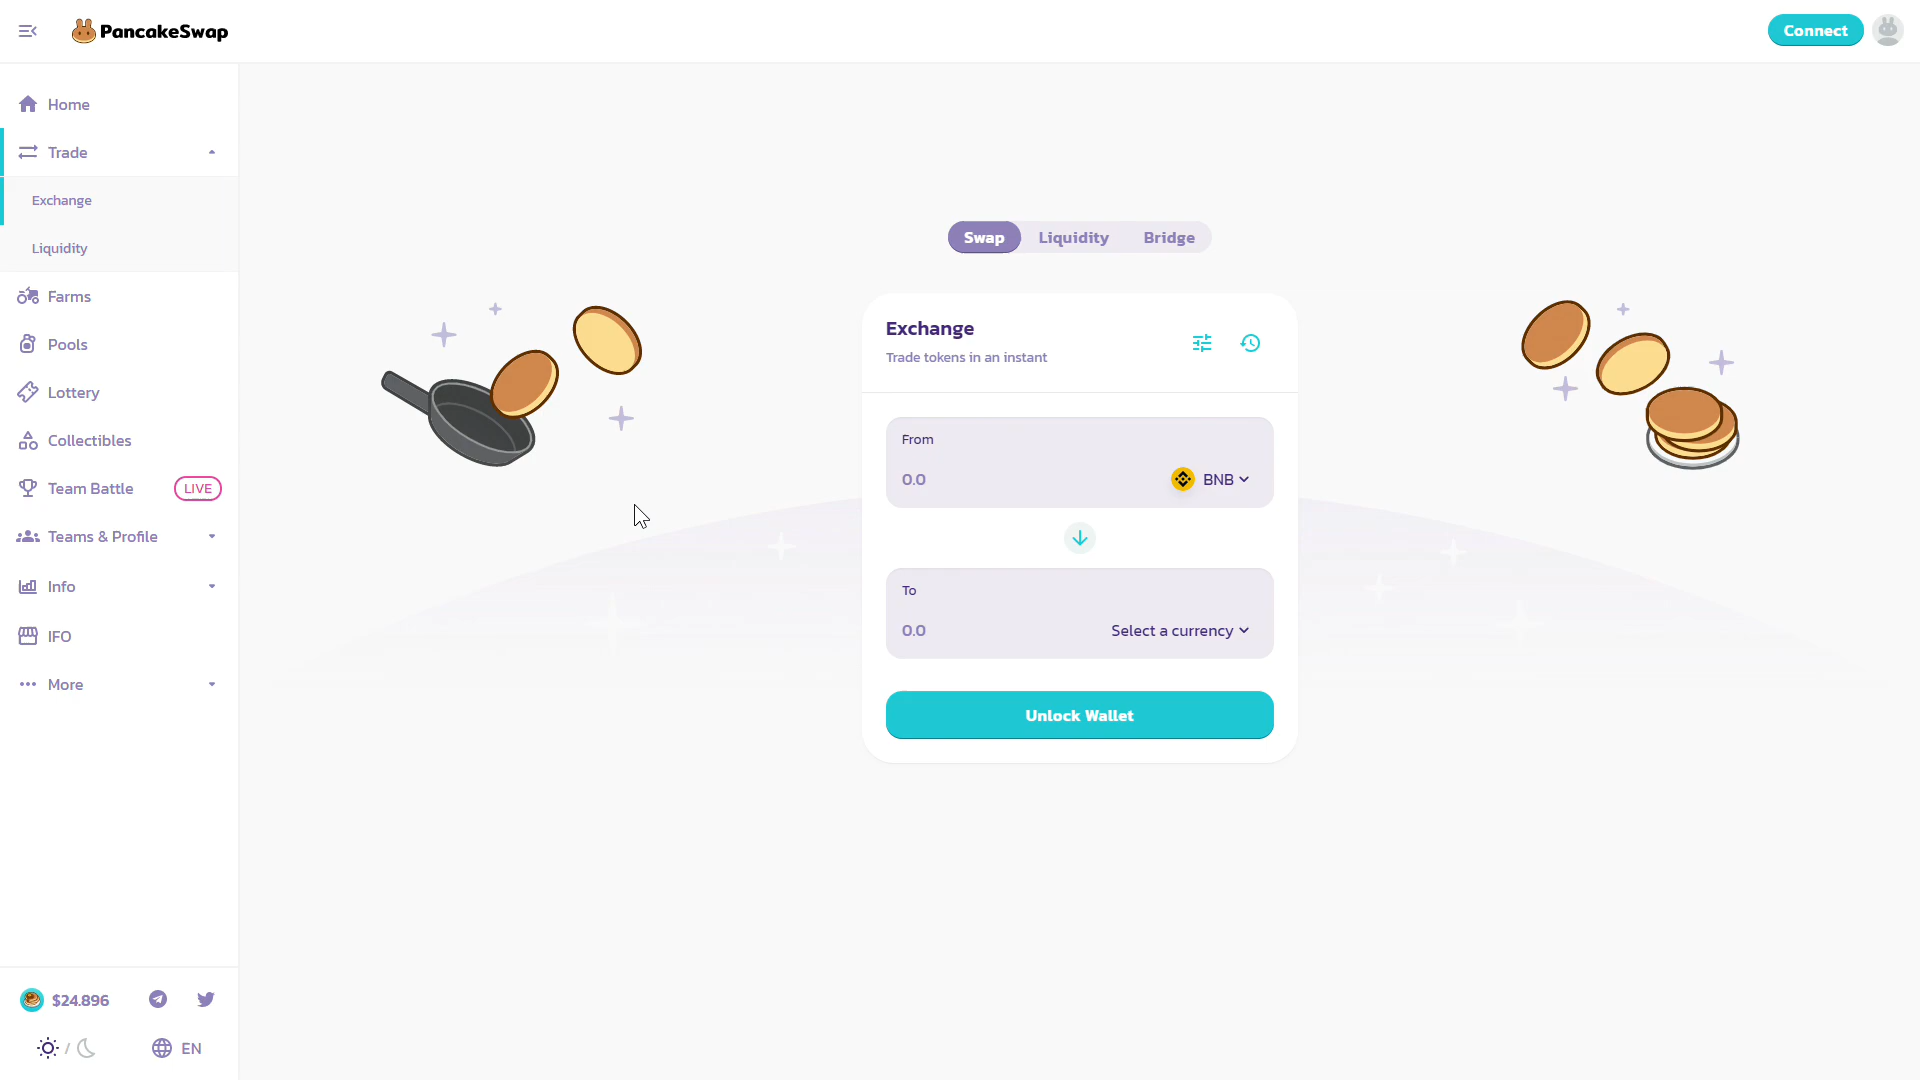 PancakeSwap
Connect
Home
Trade
Exchange
Liquidity
Farms
Pools
Lottery
Collectibles
Team Battle LIVE
Teams & Profile
Info
IFO
More
$24.896
/
EN
Swap Liquidity Bridge
Exchange
Trade tokens in an instant
From
0.0 BNB
To
0.0 Select a currency
Unlock Wallet